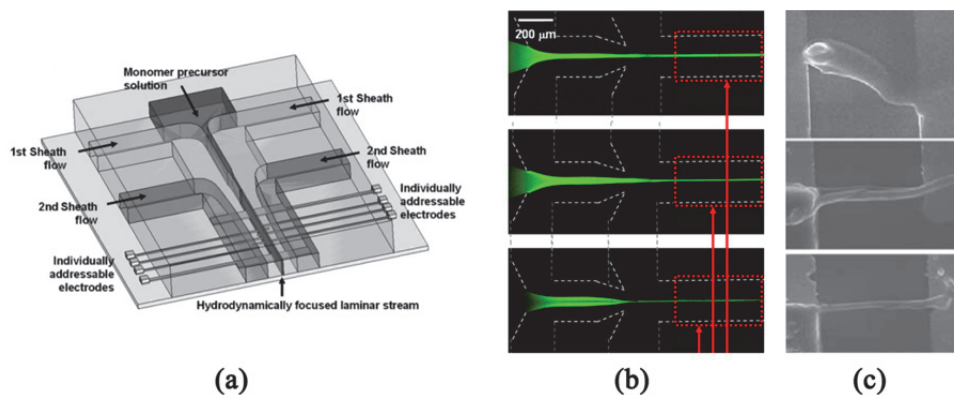 Monomer precursor
solution
1st Sheath
flow
1st Sheath
flow
2nd Sheath
flow
2nd Sheath
flow
Individually
addressable
electrodes
Individually
addressable
electrodes
Hydrodynamically focused laminar stream
(a)
200 μm
(b)
(c)